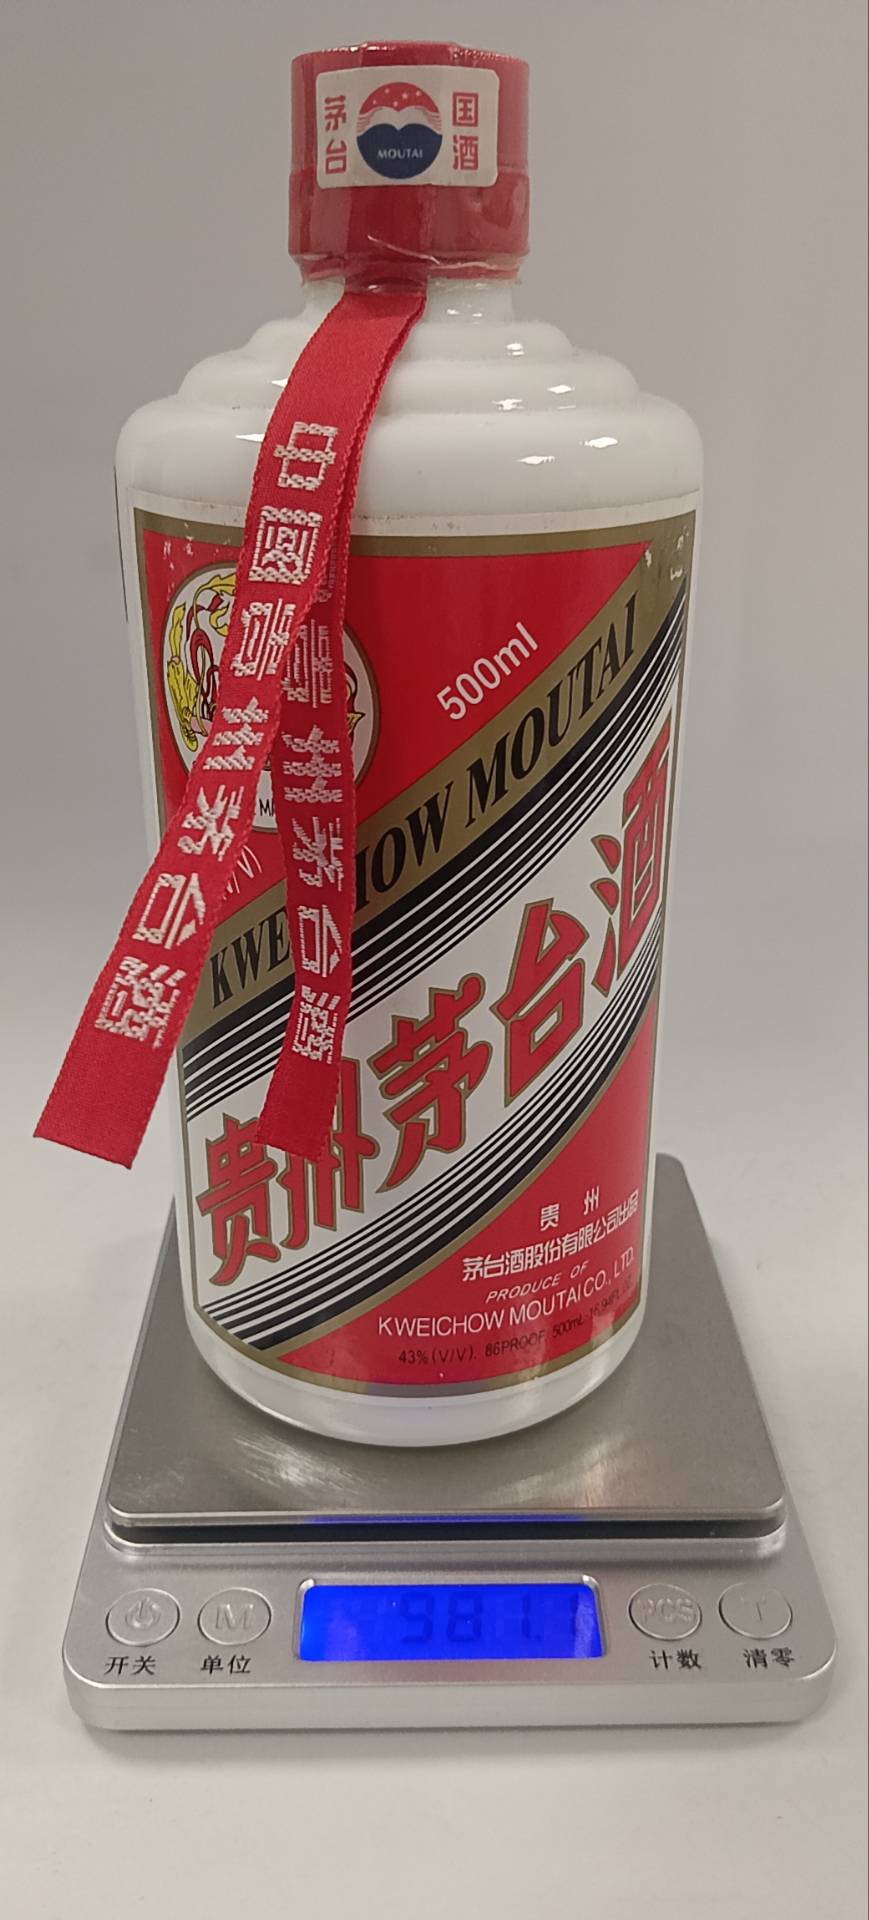 茅台
MOUTAI
国酒
中国贵州茅台酒
贵州茅台酒
500ml
KWEICHOW MOUTAI
贵州茅台酒
贵州
茅台酒股份有限公司出品
PRODUCE OF
KWEICHOW MOUTAI CO., LTD.
43% (V/V). 86PROOF. 500mL
981.1
M
PCS
T
开关
单位
计数
清零